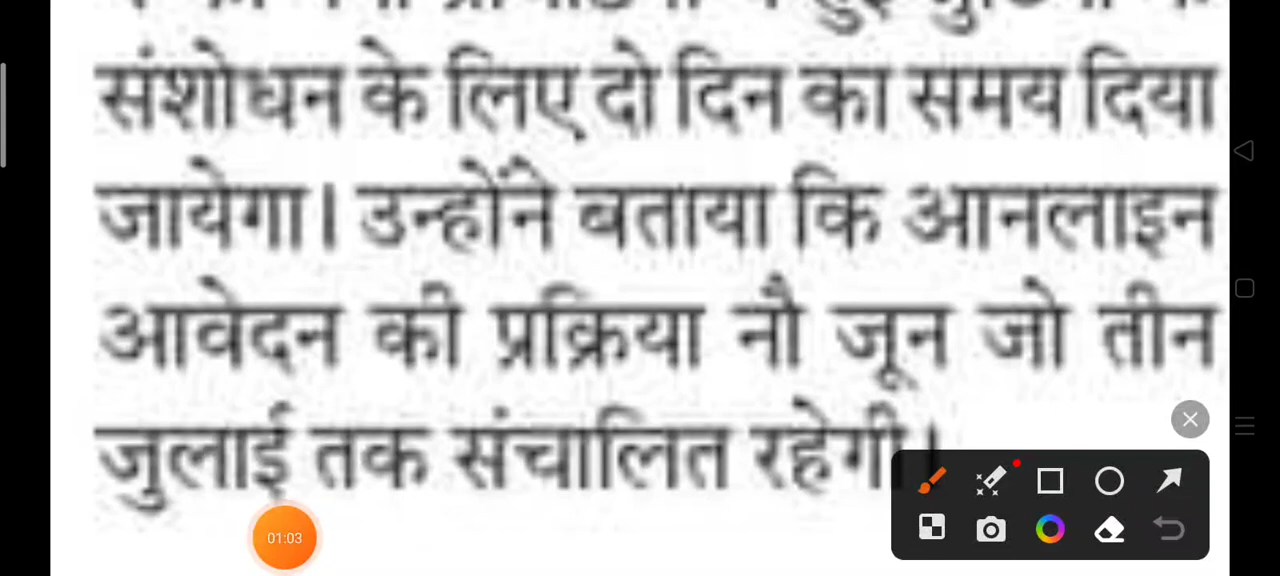 संशोधन के लिए दो दिन का समय दिया
जायेगा। उन्होंने बताया कि आनलाइन
आवेदन की प्रक्रिया नौ जून जो तीन
जुलाई तक संचालित रहेगी।
01:03